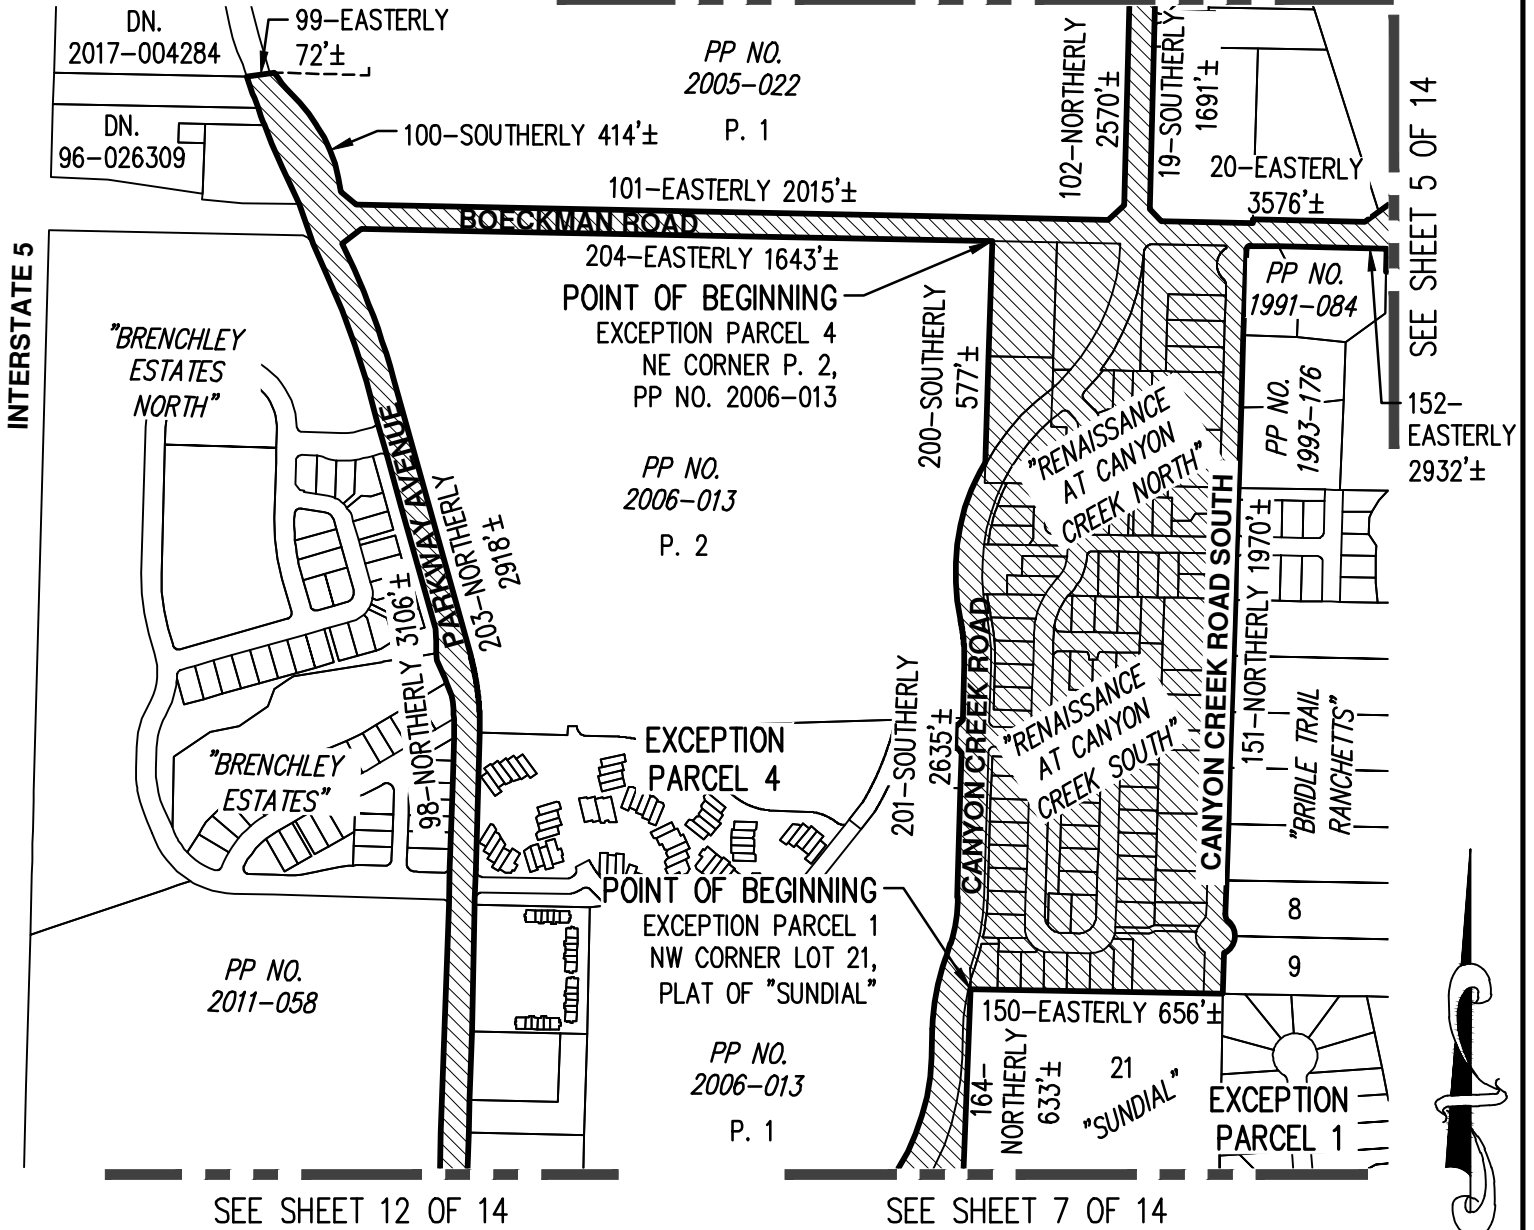 DN.
2017-004284
99-EASTERLY
72'±
PP NO.
2005-022
P. 1
102-NORTHERLY
2570'±
19-SOUTHERLY
1691'±
DN.
96-026309
100-SOUTHERLY 414'±
20-EASTERLY
3576'±
SEE SHEET 5 OF 14
101-EASTERLY 2015'±
BOECKMAN ROAD
204-EASTERLY 1643'±
POINT OF BEGINNING
EXCEPTION PARCEL 4
NE CORNER P. 2,
PP NO. 2006-013
200-SOUTHERLY
577'±
PP NO.
1991-084
INTERSTATE 5
"BRENCHLEY
ESTATES
NORTH"
PARKWAY AVENUE
203-NORTHERLY
2918'±
PP NO.
2006-013
P. 2
"RENAISSANCE
AT CANYON
CREEK NORTH"
PP NO.
1993-176
152-
EASTERLY
2932'±
98-NORTHERLY 3106'±
201-SOUTHERLY
2635'±
CANYON CREEK ROAD
"RENAISSANCE
AT CANYON
CREEK SOUTH"
CANYON CREEK ROAD SOUTH
151-NORTHERLY 1970'±
"BRIDLE TRAIL
RANCHETTS"
"BRENCHLEY
ESTATES"
EXCEPTION
PARCEL 4
POINT OF BEGINNING
EXCEPTION PARCEL 1
NW CORNER LOT 21,
PLAT OF "SUNDIAL"
8
9
PP NO.
2011-058
150-EASTERLY 656'±
PP NO.
2006-013
P. 1
164-
NORTHERLY
633'±
21
"SUNDIAL"
EXCEPTION
PARCEL 1
SEE SHEET 12 OF 14
SEE SHEET 7 OF 14